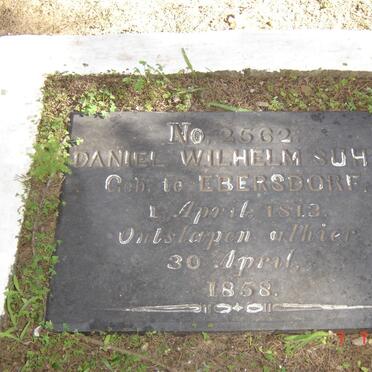 No. 2662
DANIEL WILHELM SUH
Geb. te EBERSDORF.
1 April, 1813.
Ontslapen alhier
30 April,
1858.